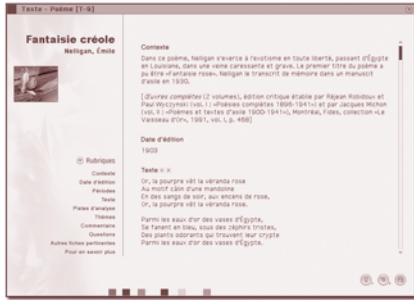 Texte - Poème [T-9]
Fantaisie créole
Nelligan, Émile
Contexte
Dans ce poème, Nelligan s'exerce à l'exotisme en toute liberté, passant d'Égypte
en Louisiane, dans une veine caressante et grave. Le premier titre du poème a
pu être «Fantaisie rose». Nelligan le transcrit de mémoire dans un manuscrit
d'asile en 1930.
[Œuvres complètes (2 volumes), édition critique établie par Réjean Robidoux et
Paul Wyczynski (vol. I : «Poésies complètes 1896-1941») et par Jacques Michon
(vol. II : «Poèmes et textes d'asile 1900-1941»), Montréal, Fides, collection «Le
Vaisseau d'Or», 1991, vol. I, p. 468]
Date d'édition
1903
Rubriques
Contexte
Date d'édition
Périodes
Texte
Pistes d'analyse
Thèmes
Commentaire
Questions
Autres fiches pertinentes
Pour en savoir plus
Texte
Or, la pourpre vêt la véranda rose
Au motif câlin d'une mandoline
En des sangs de soir, aux encens de rose,
Or, la pourpre vêt la véranda rose.
Parmi les eaux d'or des vases d'Égypte,
Se fanent en bleu, sous des zéphirs tristes,
Des plants odorants qui trouvent leur crypte
Parmi les eaux d'or des vases d'Égypte.